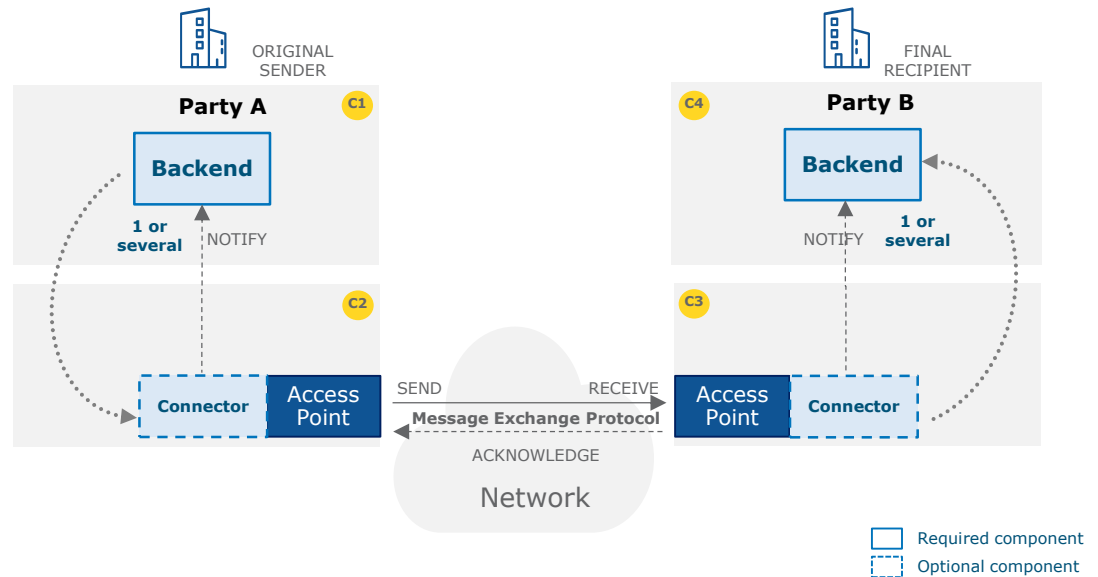 ORIGINAL
SENDER
FINAL
RECIPIENT
Party A
C1
C4
Party B
Backend
Backend
1 or
several
NOTIFY
NOTIFY
1 or
several
C2
C3
Connector
Access
Point
SEND
RECEIVE
Message Exchange Protocol
ACKNOWLEDGE
Network
Access
Point
Connector
Required component
Optional component